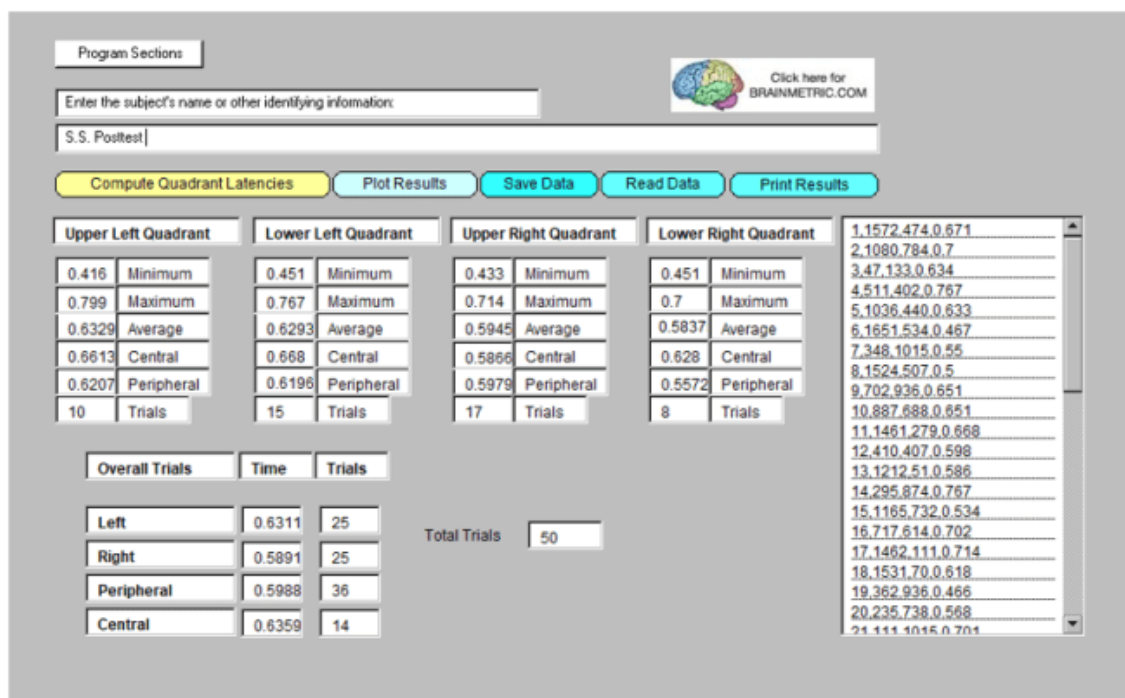 Program Sections
Click here for
BRAINMETRIC.COM
Enter the subject's name or other identifying information:
S.S. Posttest
Compute Quadrant Latencies Plot Results Save Data Read Data Print Results
Upper Left Quadrant Lower Left Quadrant Upper Right Quadrant Lower Right Quadrant
0.416 Minimum 0.451 Minimum 0.433 Minimum 0.451 Minimum
0.799 Maximum 0.767 Maximum 0.714 Maximum 0.7 Maximum
0.6329 Average 0.6293 Average 0.5945 Average 0.5837 Average
0.6613 Central 0.668 Central 0.5866 Central 0.628 Central
0.6207 Peripheral 0.6196 Peripheral 0.5979 Peripheral 0.5572 Peripheral
10 Trials 15 Trials 17 Trials 8 Trials
Overall Trials Time Trials
Left 0.6311 25
Right 0.5891 25
Peripheral 0.5988 36
Central 0.6359 14
Total Trials 50
1,1572,474,0.671
2,1080,784,0.7
3,47,133,0.634
4,511,402,0.767
5,1036,440,0.633
6,1651,534,0.467
7,348,1015,0.55
8,1524,507,0.5
9,702,936,0.651
10,887,688,0.651
11,1461,279,0.668
12,410,407,0.598
13,1212,51,0.586
14,295,874,0.767
15,1165,732,0.534
16,717,614,0.702
17,1462,111,0.714
18,1531,70,0.618
19,362,936,0.466
20,235,738,0.568
21,111,1015,0.701